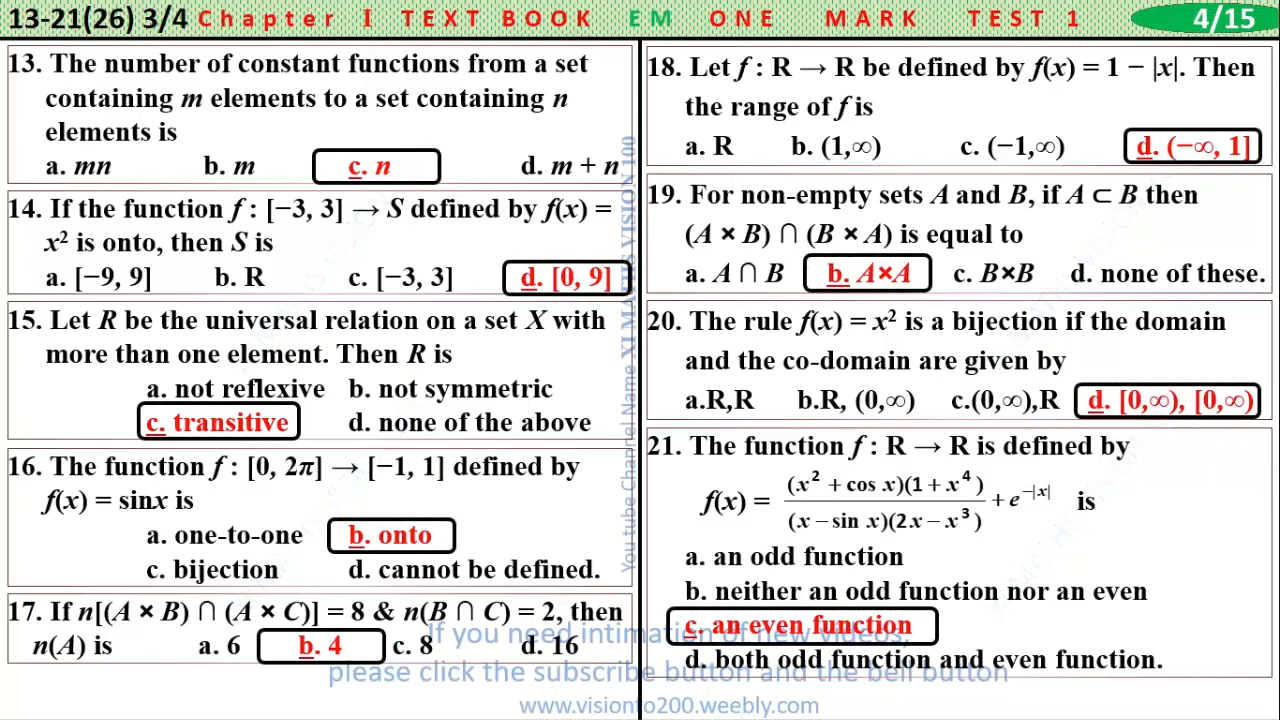 13-21(26) 3/4 Chapter I TEXT BOOK EM ONE MARK TEST 1 4/15
13. The number of constant functions from a set
containing m elements to a set containing n
elements is
a. mn b. m c. n d. m + n
14. If the function f : [−3, 3] → S defined by f(x) =
x² is onto, then S is
a. [−9, 9] b. R c. [−3, 3] d. [0, 9]
15. Let R be the universal relation on a set X with
more than one element. Then R is
a. not reflexive b. not symmetric
c. transitive d. none of the above
16. The function f : [0, 2π] → [−1, 1] defined by
f(x) = sinx is
a. one-to-one b. onto
c. bijection d. cannot be defined.
17. If n[(A × B) ∩ (A × C)] = 8 & n(B ∩ C) = 2, then
n(A) is a. 6 b. 4 c. 8 d. 16
You tube Channel Name XI MATHS VISION 100
18. Let f : R → R be defined by f(x) = 1 − |x|. Then
the range of f is
a. R b. (1,∞) c. (−1,∞) d. (−∞, 1]
19. For non-empty sets A and B, if A ⊂ B then
(A × B) ∩ (B × A) is equal to
a. A ∩ B b. A×A c. B×B d. none of these.
20. The rule f(x) = x² is a bijection if the domain
and the co-domain are given by
a.R,R b.R, (0,∞) c.(0,∞),R d. [0,∞), [0,∞)
21. The function f : R → R is defined by
f(x) = (x² + cos x)(1 + x⁴) / (x − sin x)(2x − x³) + e^−|x| is
a. an odd function
b. neither an odd function nor an even
c. an even function
d. both odd function and even function.
If you need intimation of new videos,
please click the subscribe button and the bell button
www.visionto200.weebly.com